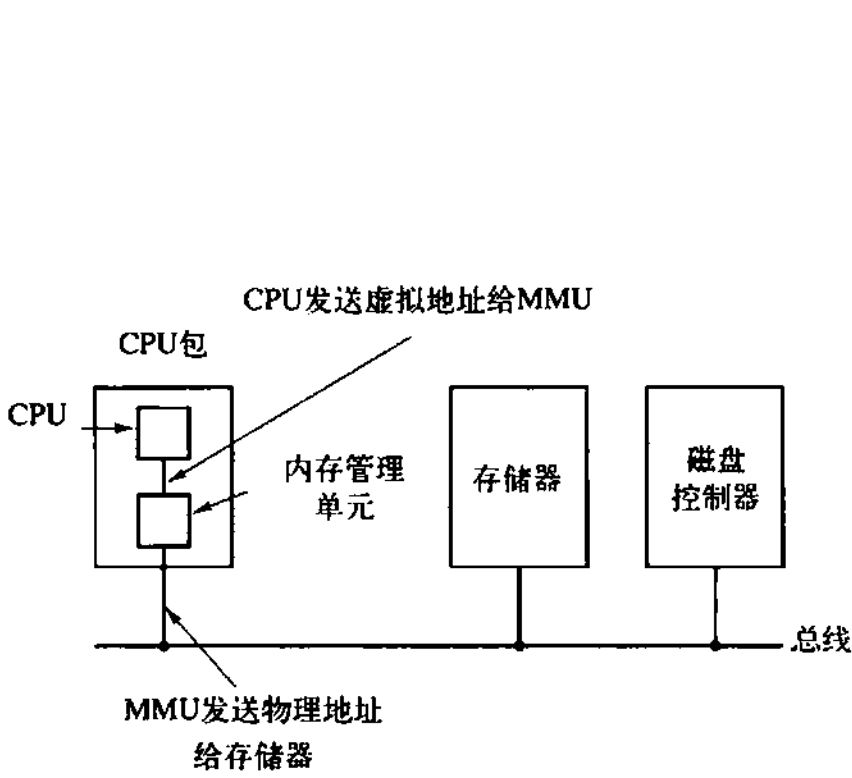 CPU发送虚拟地址给MMU
CPU包
CPU
内存管理
单元
存储器
磁盘
控制器
总线
MMU发送物理地址
给存储器